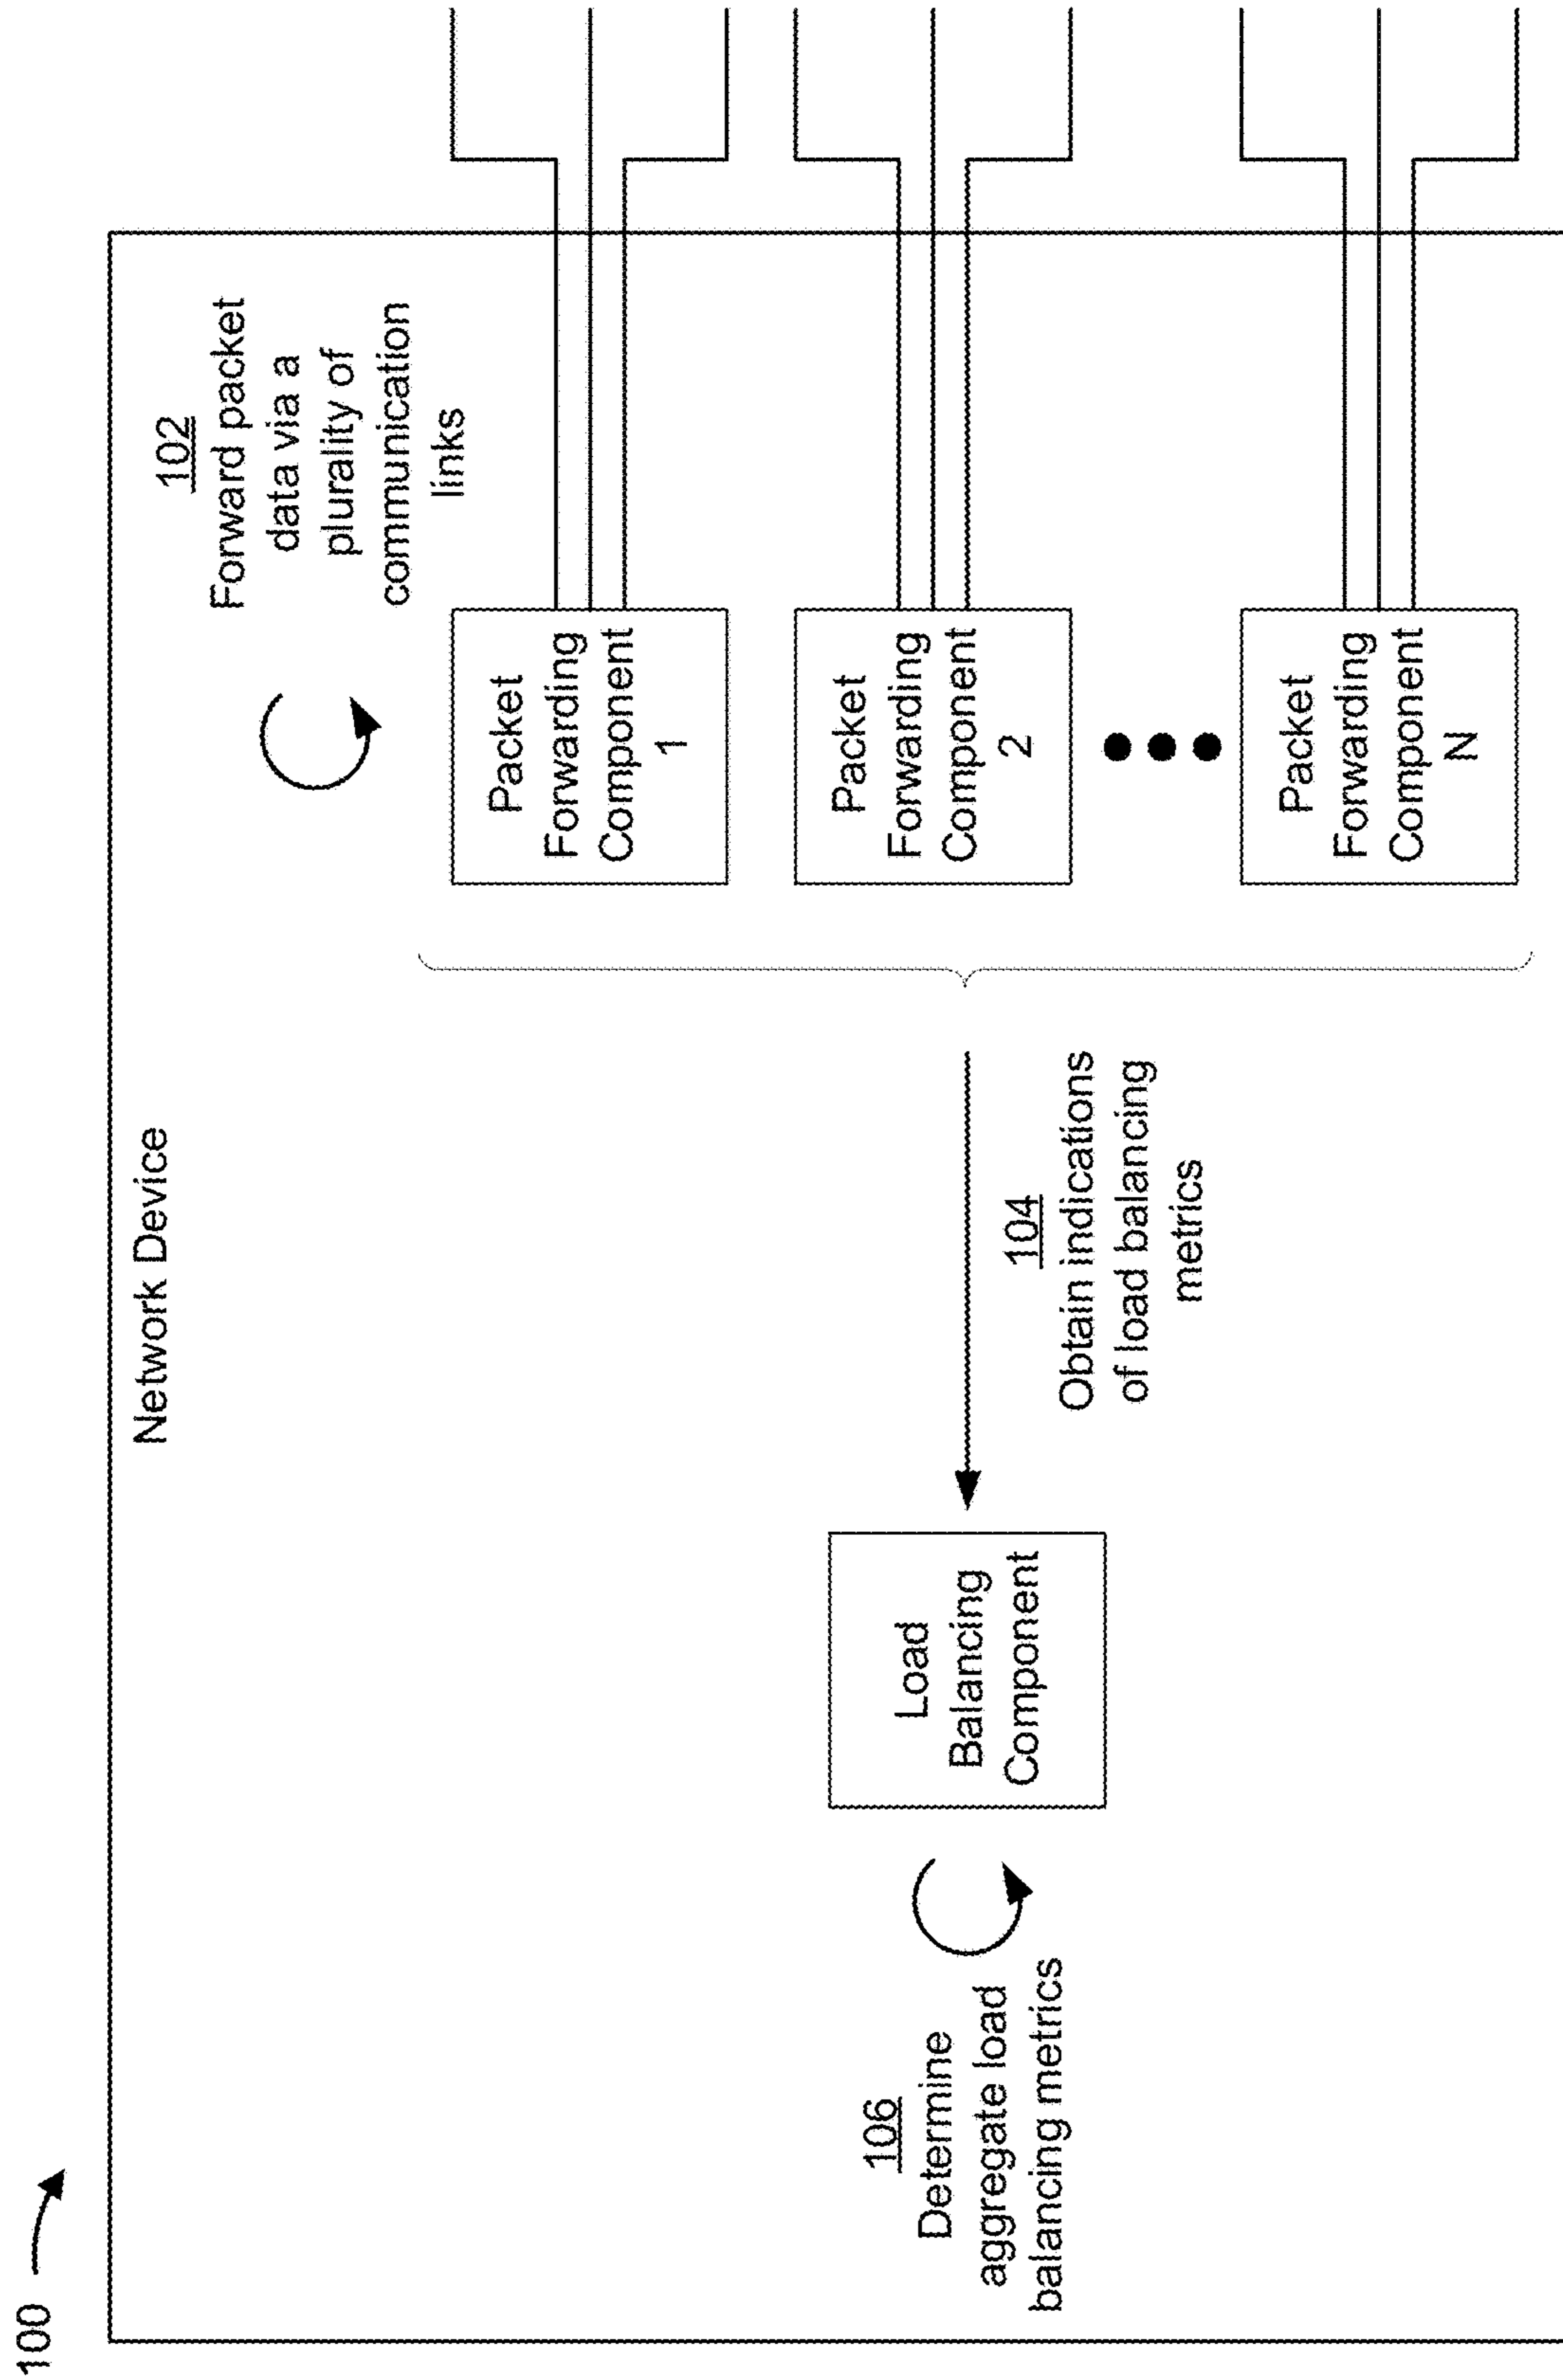 100
Network Device
102
Forward packet
data via a
plurality of
communication
links
Packet
Forwarding
Component
1
Packet
Forwarding
Component
2
Packet
Forwarding
Component
N
104
Obtain indications
of load balancing
metrics
Load
Balancing
Component
106
Determine
aggregate load
balancing metrics